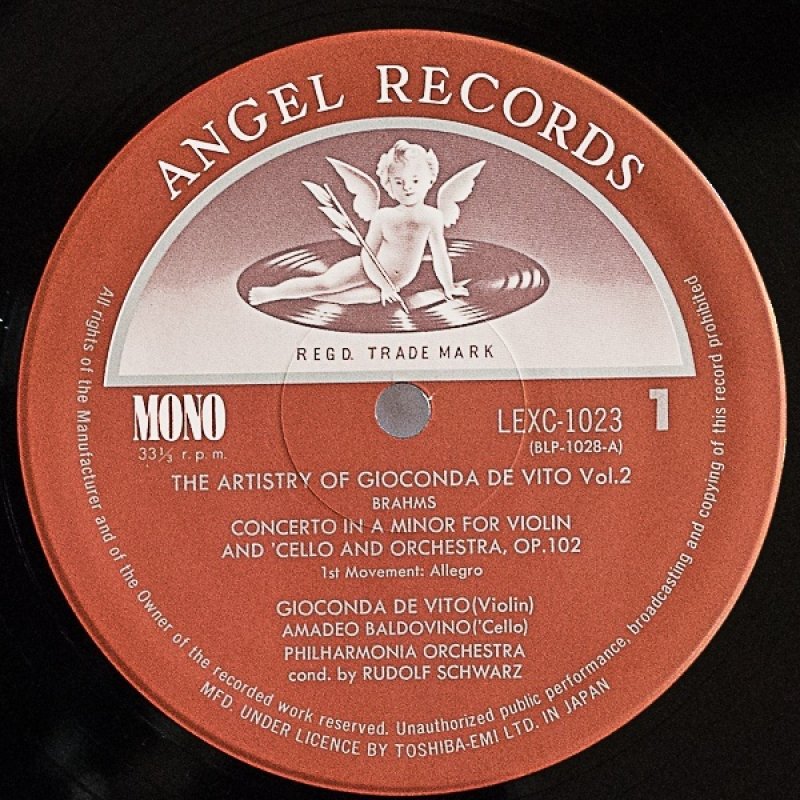 ANGEL RECORDS
REGD. TRADE MARK
MONO
33⅓ r.p.m.
LEXC-1023 1
(BLP-1028-A)
THE ARTISTRY OF GIOCONDA DE VITO Vol.2
BRAHMS
CONCERTO IN A MINOR FOR VIOLIN
AND 'CELLO AND ORCHESTRA, OP.102
1st Movement: Allegro
GIOCONDA DE VITO(Violin)
AMADEO BALDOVINO('Cello)
PHILHARMONIA ORCHESTRA
cond. by RUDOLF SCHWARZ
All rights of the Manufacturer and of the Owner of the recorded work reserved. Unauthorized public performance, broadcasting and copying of this record prohibited
MFD. UNDER LICENCE BY TOSHIBA-EMI LTD. IN JAPAN